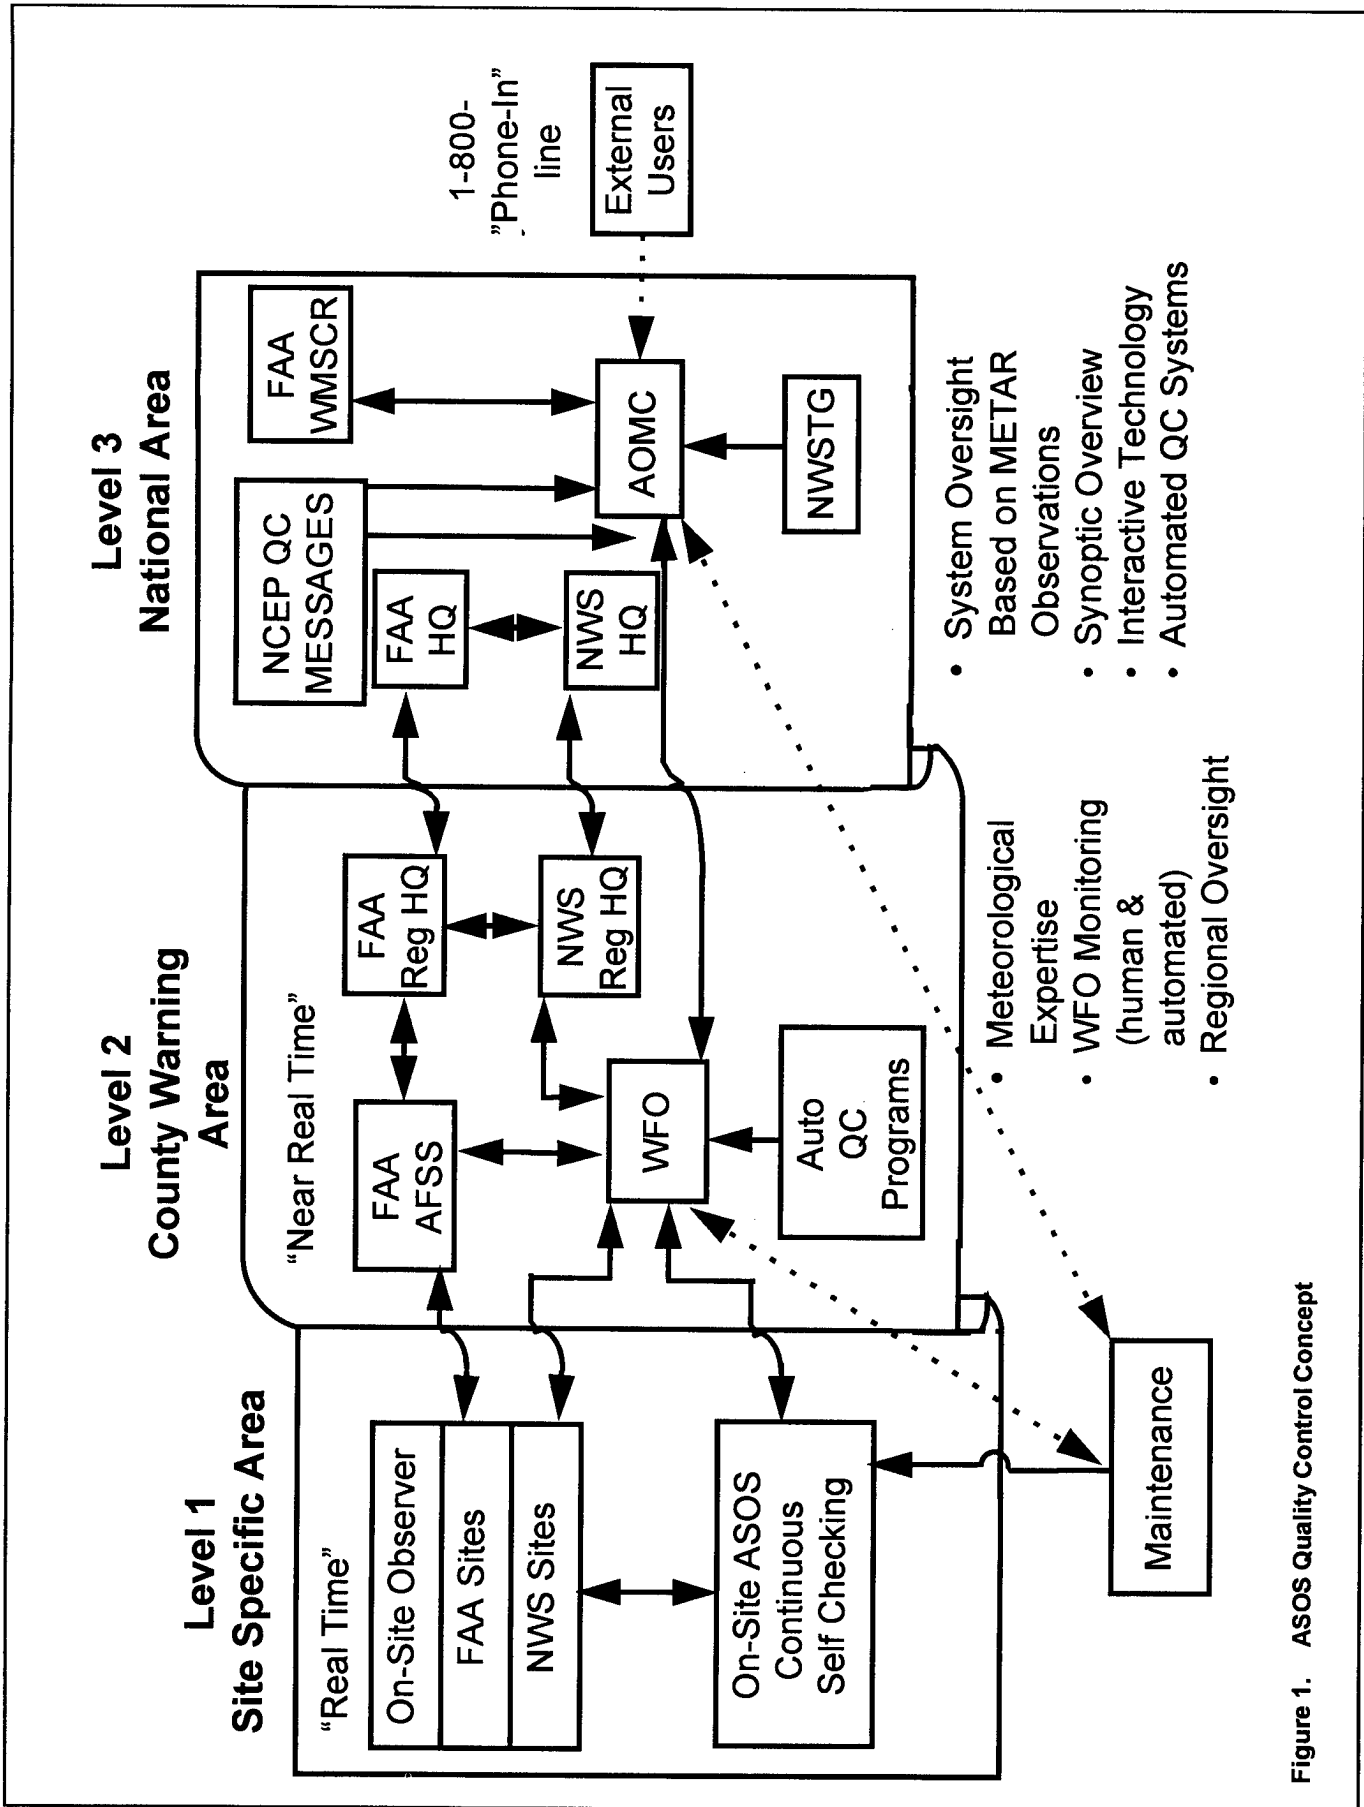 Level 1
Site Specific Area
"Real Time"
On-Site Observer
FAA Sites
NWS Sites
On-Site ASOS
Continuous
Self Checking
Maintenance
Level 2
County Warning
Area
"Near Real Time"
FAA
AFSS
FAA
Reg HQ
NWS
Reg HQ
WFO
Auto
QC
Programs
• Meteorological
Expertise
• WFO Monitoring
(human &
automated)
• Regional Oversight
Level 3
National Area
NCEP QC
MESSAGES
FAA
WMSCR
FAA
HQ
NWS
HQ
AOMC
NWSTG
• System Oversight
Based on METAR
Observations
• Synoptic Overview
• Interactive Technology
• Automated QC Systems
1-800-
"Phone-In"
line
External
Users
Figure 1. ASOS Quality Control Concept